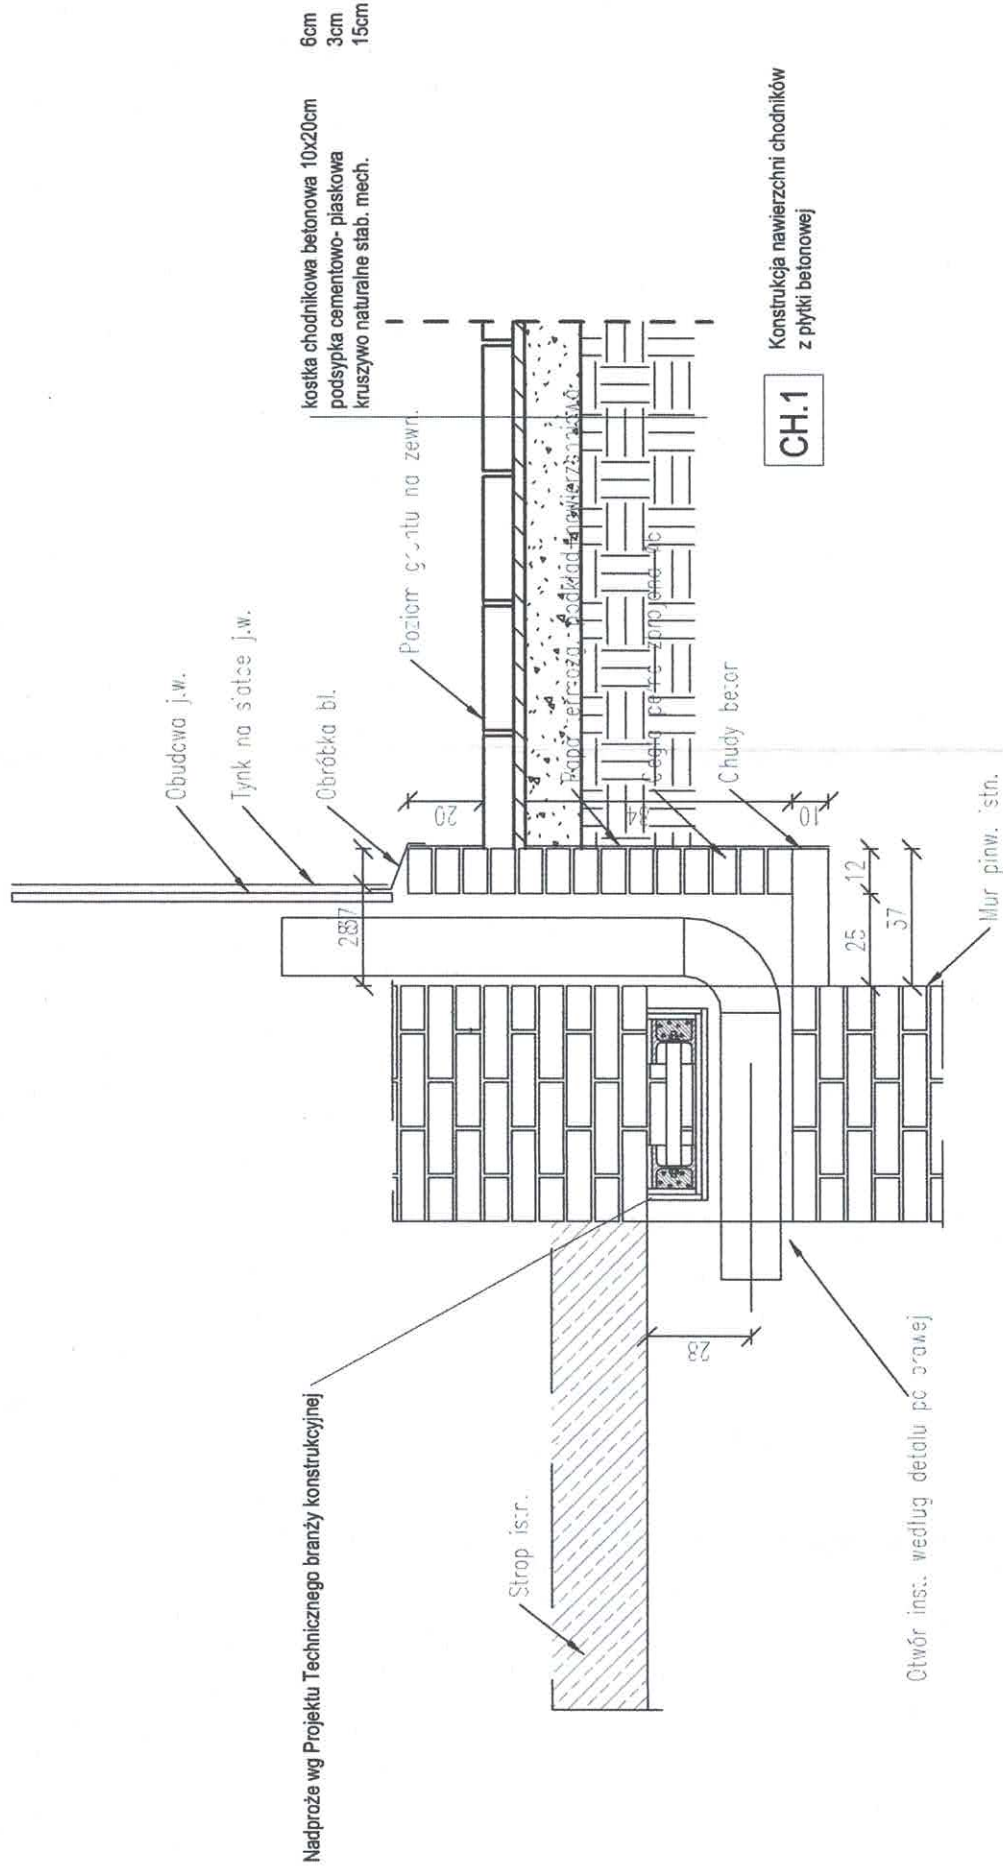 kostka chodnikowa betonowa 10x20cm 6cm
podsypka cementowo- piaskowa 3cm
kruszywo naturalne stab. mech. 15cm
Obudowa j.w.
Tynk na siatce j.w.
Obróbka bl.
Poziom gruntu na zewn.
Chudy beton
Konstrukcja nawierzchni chodników
z płytki betonowej
CH.1
20
10
12
25
37
28
Mur piwn. istn.
Nadproże wg Projektu Technicznego branży konstrukcyjnej
Strop istn.
Otwór inst. według detalu po prawej